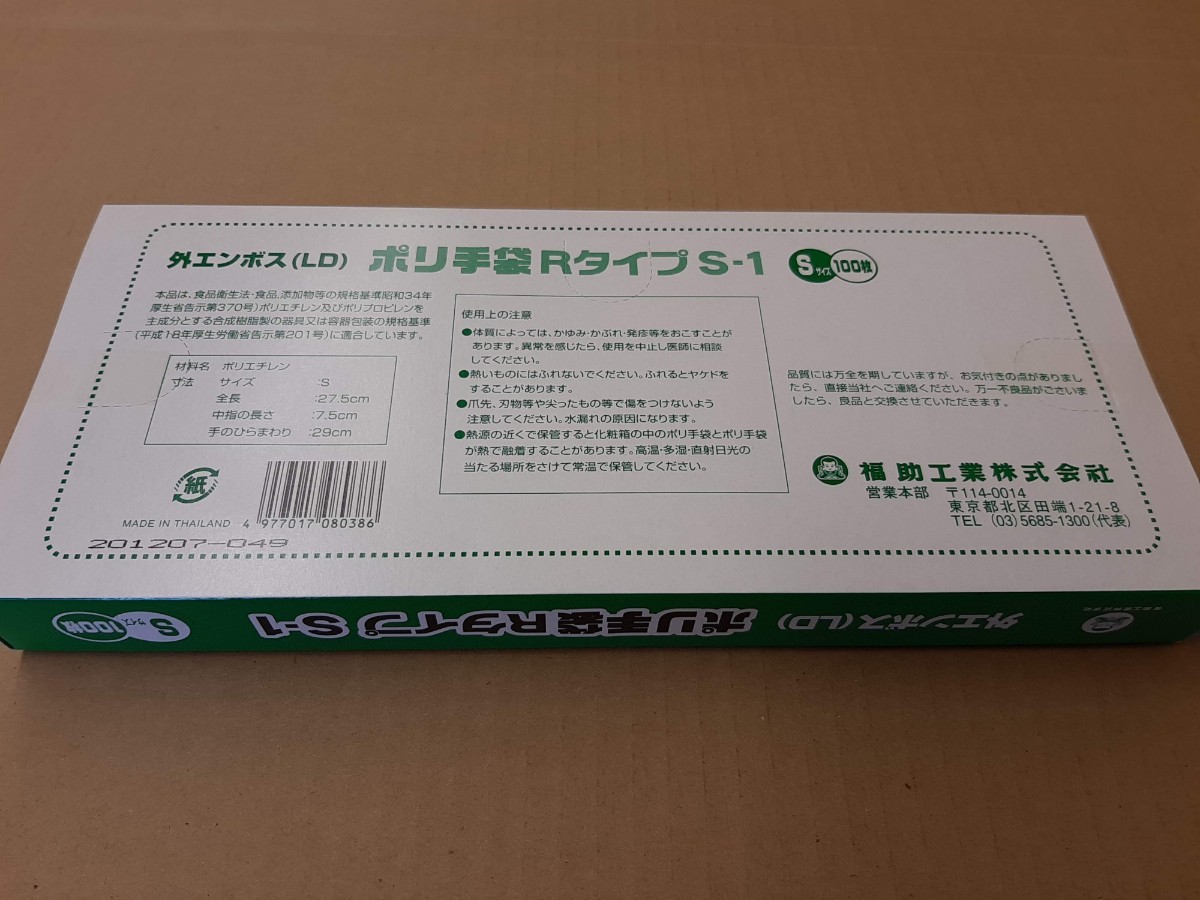 外エンボス(LD) ポリ手袋 Rタイプ S-1 Sサイズ 100枚
本品は、食品衛生法・食品,添加物等の規格基準昭和34年
厚生省告示第370号)ポリエチレン及びポリプロピレンを
主成分とする合成樹脂製の器具又は容器包装の規格基準
(平成18年厚生労働省告示第201号)に適合しています。
材料名 ポリエチレン
寸法 サイズ :S
全長 :27.5cm
中指の長さ :7.5cm
手のひらまわり :29cm
紙
MADE IN THAILAND
4 977017 080386
201207-049
使用上の注意
●体質によっては、かゆみ・かぶれ・発疹等をおこすことが
あります。異常を感じたら、使用を中止し医師に相談
してください。
●熱いものにはふれないでください。ふれるとヤケドを
することがあります。
●爪先、刃物等や尖ったもの等で傷をつけないよう
注意してください。水漏れの原因になります。
●熱源の近くで保管すると化粧箱の中のポリ手袋とポリ手袋
が熱で融着することがあります。高温・多湿・直射日光の
当たる場所をさけて常温で保管してください。
品質には万全を期していますが、お気付きの点がありまし
たら、直接当社へご連絡ください。万一不良品がございま
したら、良品と交換させていただきます。
福助工業株式会社
営業本部 〒114-0014
東京都北区田端1-21-8
TEL (03)5685-1300(代表)
外エンボス(LD) ポリ手袋 Rタイプ S-1 Sサイズ 100枚